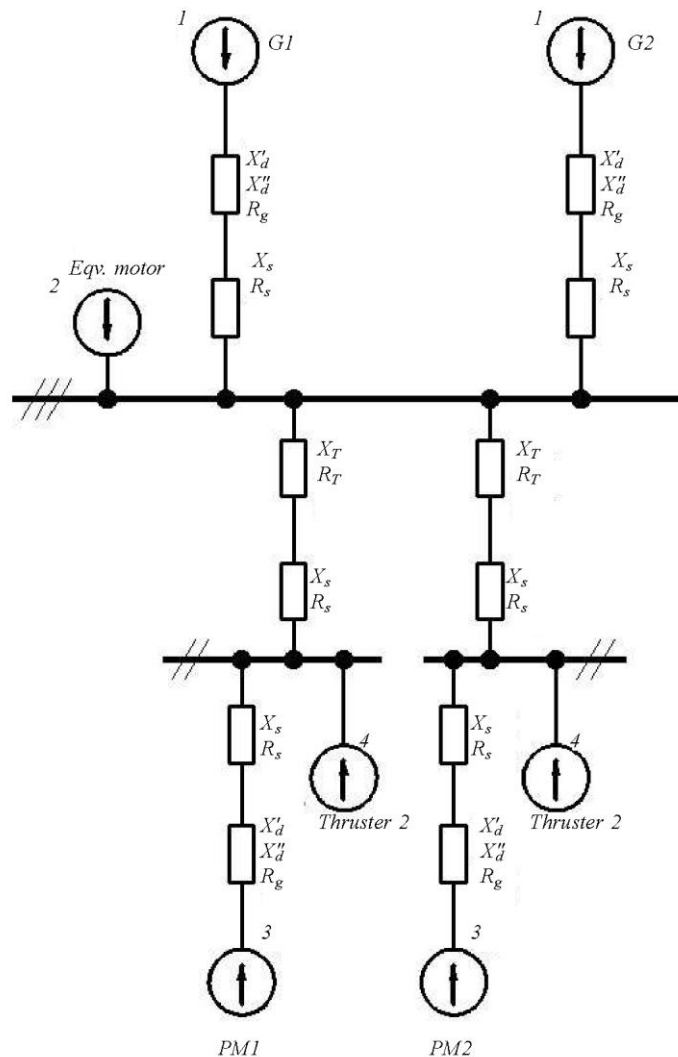 1
G1
1
G2
X'd
X''d
Rg
X'd
X''d
Rg
Xs
Rs
Xs
Rs
Eqv. motor
2
XT
RT
XT
RT
Xs
Rs
Xs
Rs
Xs
Rs
4
Thruster 2
Xs
Rs
4
Thruster 2
X'd
X''d
Rg
X'd
X''d
Rg
3
3
PM1
PM2